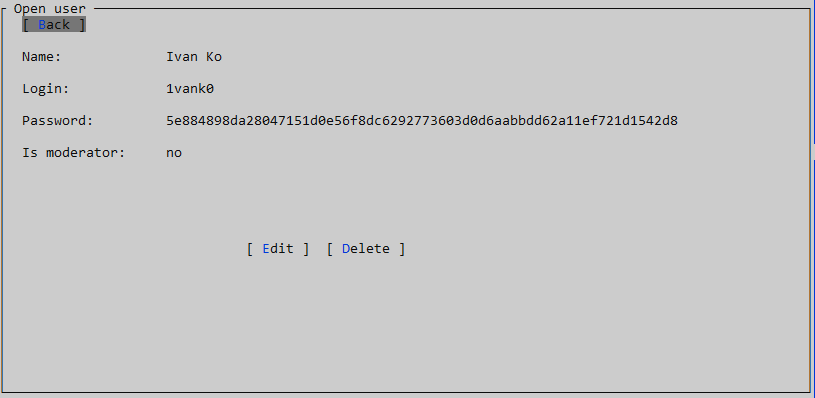 Open user
[ Back ]
Name: Ivan Ko
Login: 1vank0
Password: 5e884898da28047151d0e56f8dc6292773603d0d6aabbdd62a11ef721d1542d8
Is moderator: no
[ Edit ] [ Delete ]